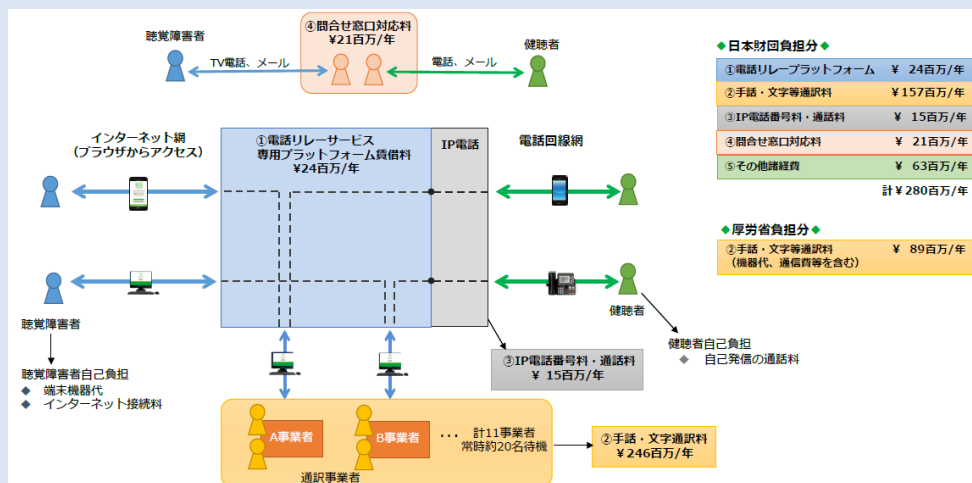 ④問合せ窓口対応料
¥21百万/年
聴覚障害者
健聴者
TV電話、メール
電話、メール
インターネット網
(ブラウザからアクセス)
①電話リレーサービス
専用プラットフォーム賃借料
¥24百万/年
IP電話
電話回線網
聴覚障害者
聴覚障害者自己負担
◆ 端末機器代
◆ インターネット接続料
健聴者
健聴者自己負担
◆ 自己発信の通話料
③IP電話番号料・通話料
¥ 15百万/年
A事業者
B事業者
… 計11事業者
常時約20名待機
通訳事業者
②手話・文字通訳料
¥246百万/年
◆日本財団負担分◆
①電話リレープラットフォーム ¥ 24百万/年
②手話・文字等通訳料 ¥157百万/年
③IP電話番号料・通話料 ¥ 15百万/年
④問合せ窓口対応料 ¥ 21百万/年
⑤その他諸経費 ¥ 63百万/年
計¥280百万/年
◆厚労省負担分◆
②手話・文字等通訳料 ¥ 89百万/年
(機器代、通信費等を含む)